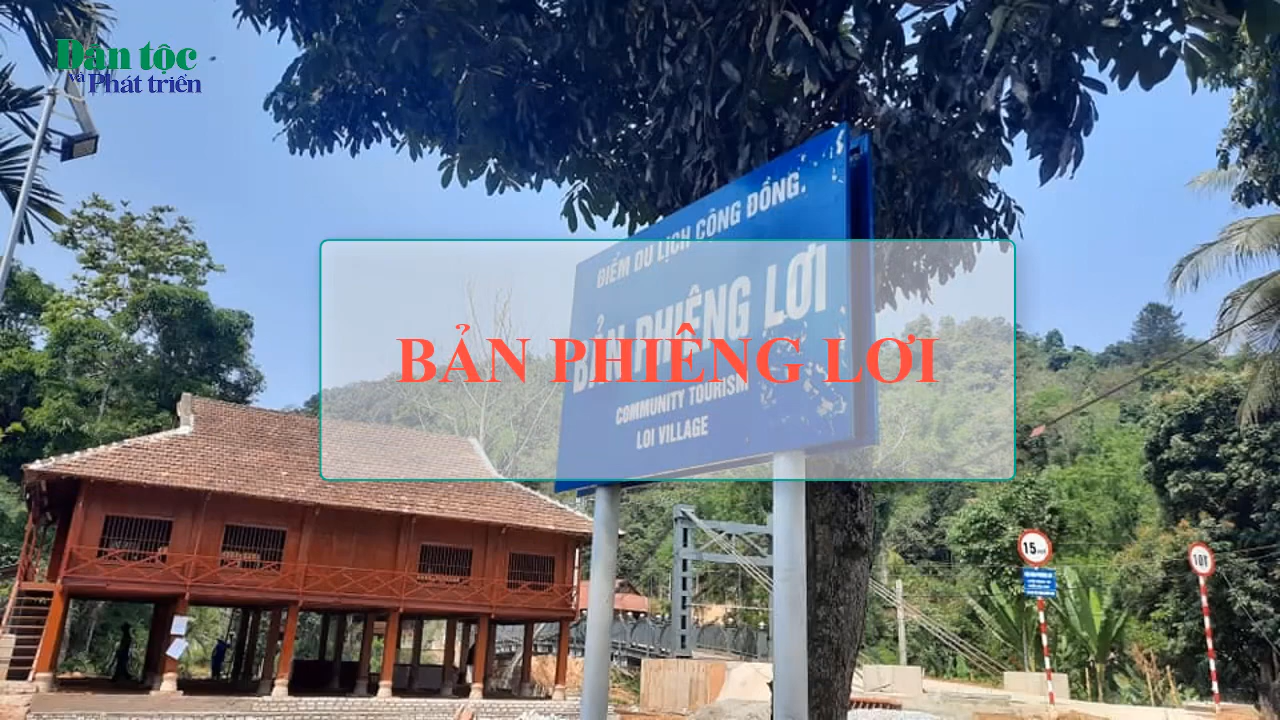 Dân tộc
và Phát triển
ĐIỂM DU LỊCH CỘNG ĐỒNG.
BẢN PHIÊNG LƠI
BẢN PHIÊNG LƠI
COMMUNITY TOURISM
LOI VILLAGE
15
10T